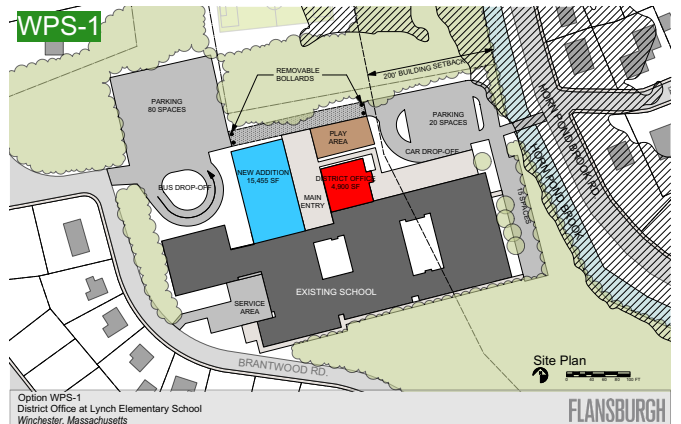 WPS-1
REMOVABLE
BOLLARDS
200' BUILDING SETBACK
PARKING
80 SPACES
PARKING
20 SPACES
PLAY
AREA
CAR DROP-OFF
HORN POND BROOK RD.
HORN POND BROOK
NEW ADDITION
15,455 SF
DISTRICT OFFICE
4,900 SF
BUS DROP-OFF
MAIN
ENTRY
15 SPACES
EXISTING SCHOOL
SERVICE
AREA
BRANTWOOD RD.
Site Plan
100 FT
Option WPS-1
District Office at Lynch Elementary School
Winchester, Massachusetts
FLANSBURGH